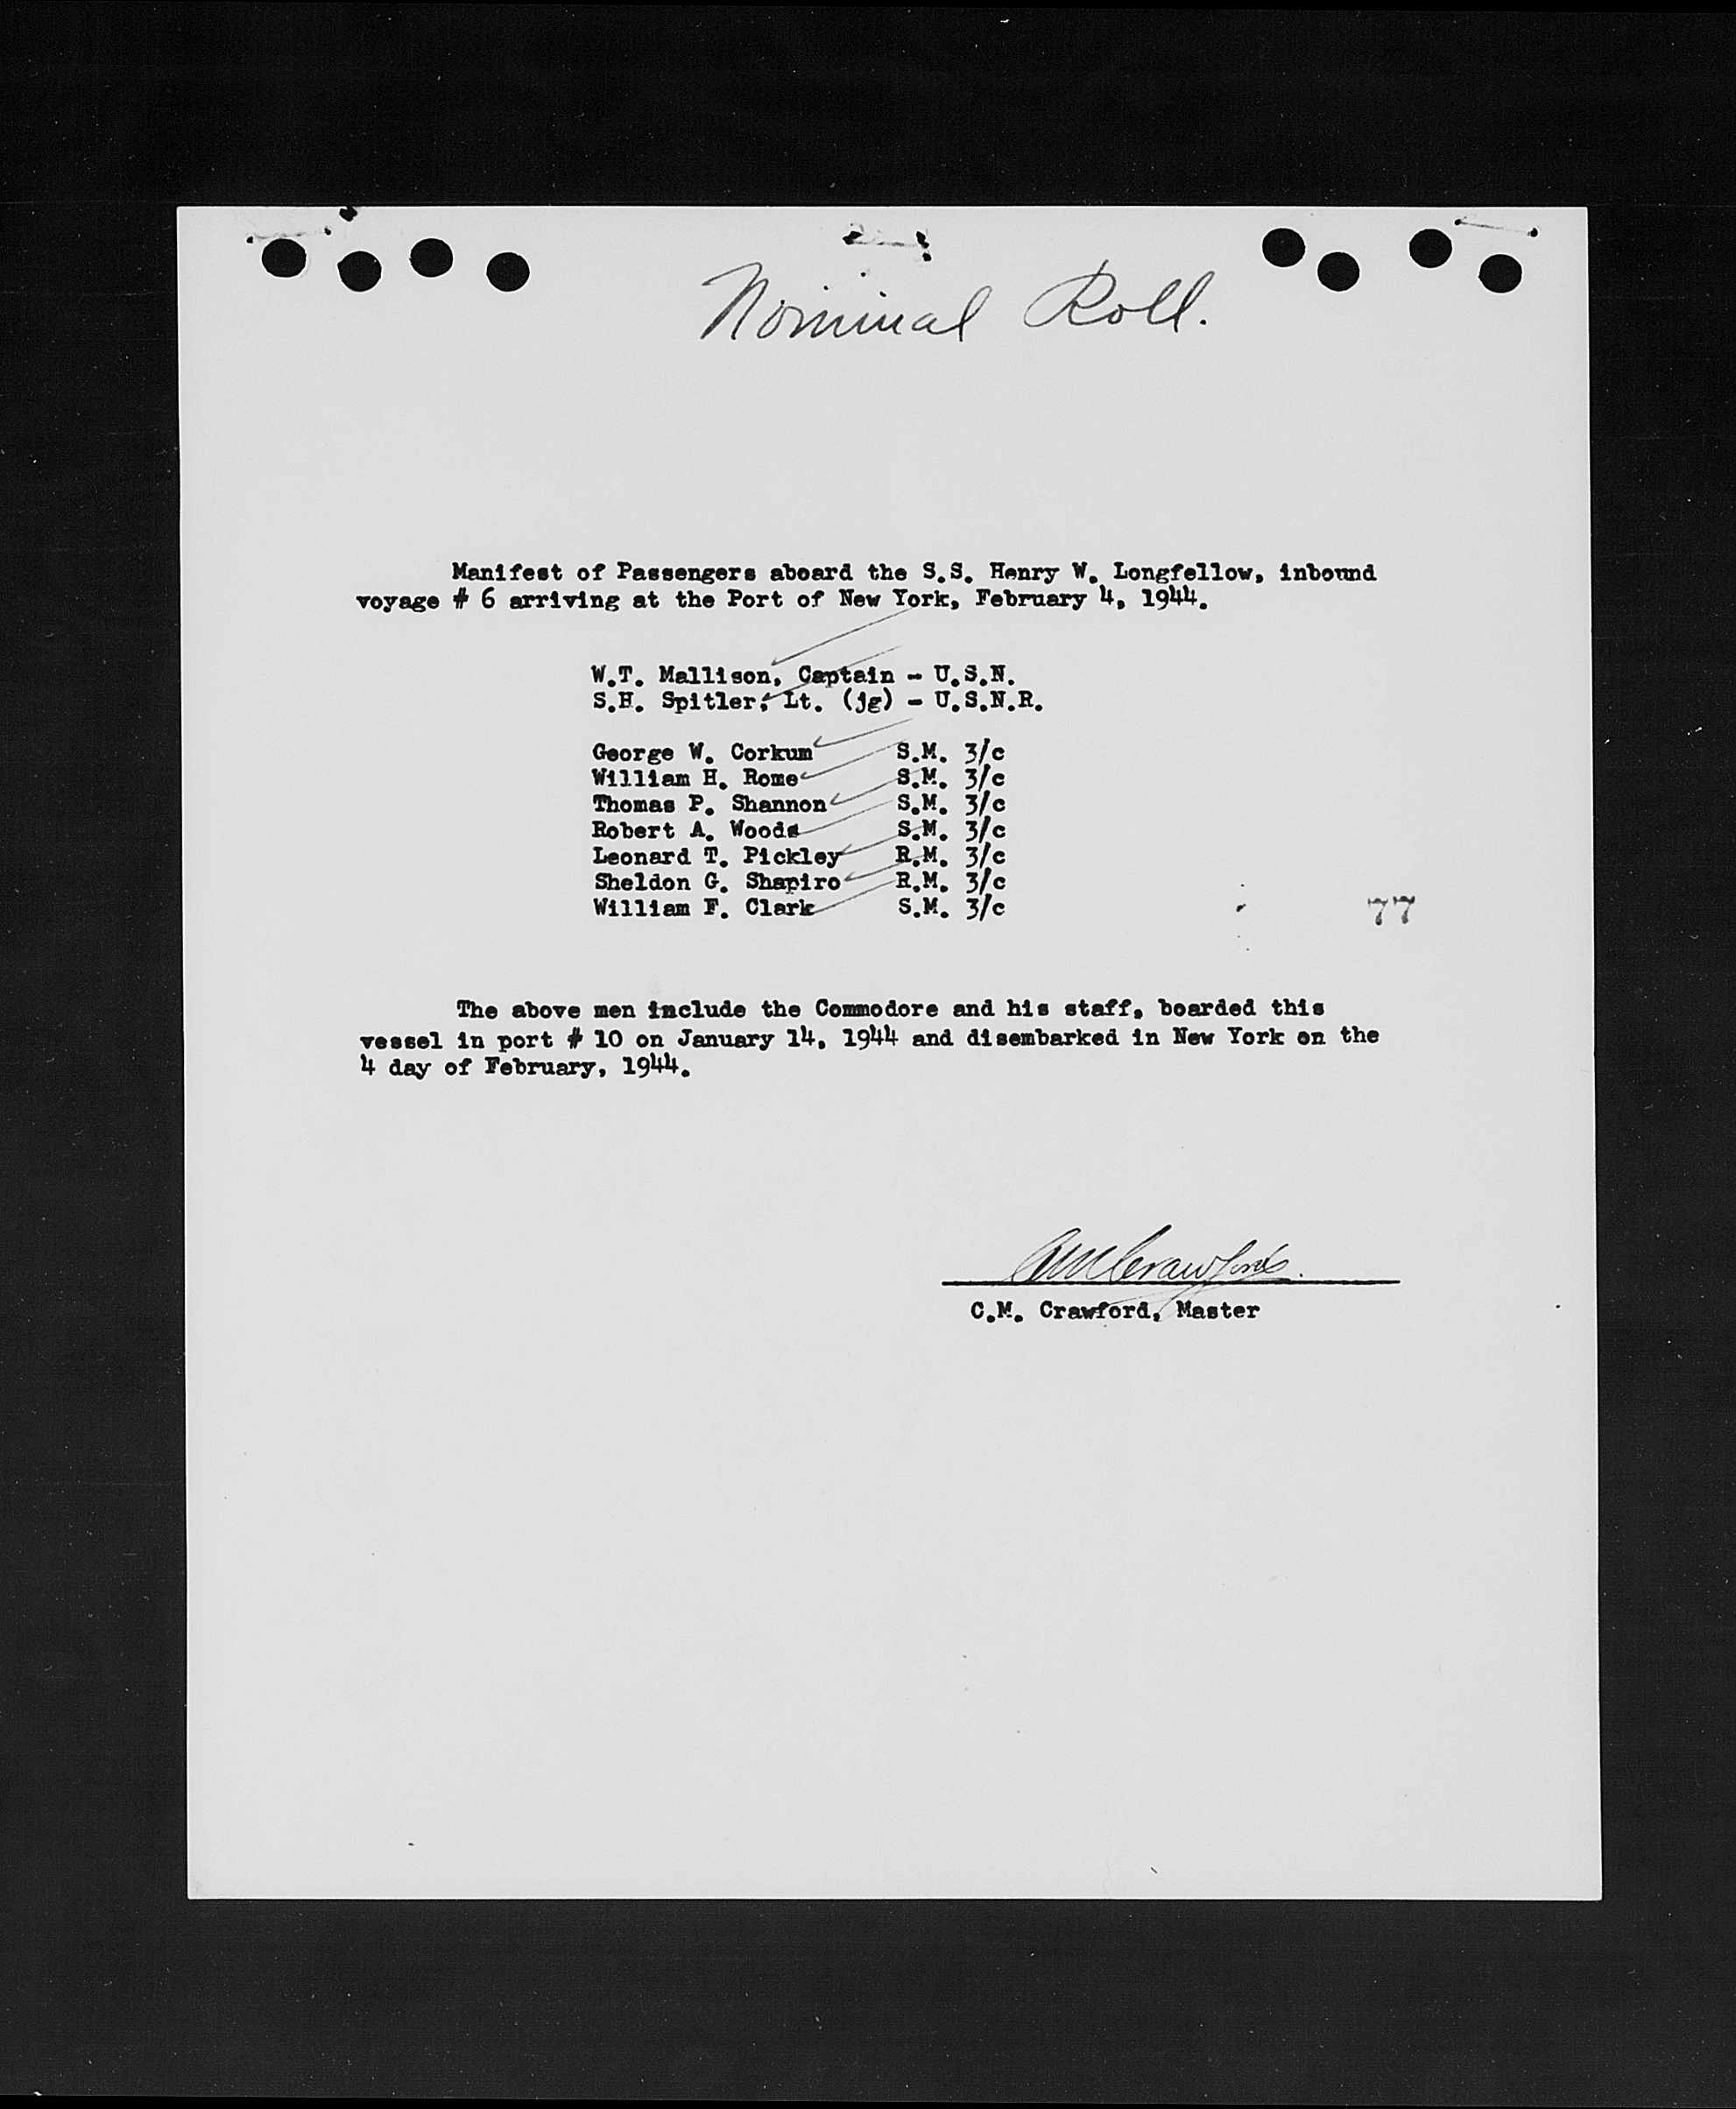 Nominal Roll.
Manifest of Passengers aboard the S.S. Henry W. Longfellow, inbound
voyage # 6 arriving at the Port of New York, February 4, 1944.
W.T. Mallison, Captain - U.S.N.
S.H. Spitler, Lt. (jg) - U.S.N.R.
George W. Corkum S.M. 3/c
William H. Rome S.M. 3/c
Thomas P. Shannon S.M. 3/c
Robert A. Woods S.M. 3/c
Leonard T. Pickley R.M. 3/c
Sheldon G. Shapiro R.M. 3/c
William F. Clark S.M. 3/c
77
The above men include the Commodore and his staff, boarded this
vessel in port # 10 on January 14, 1944 and disembarked in New York on the
4 day of February, 1944.
CM Crawford.
C.M. Crawford, Master